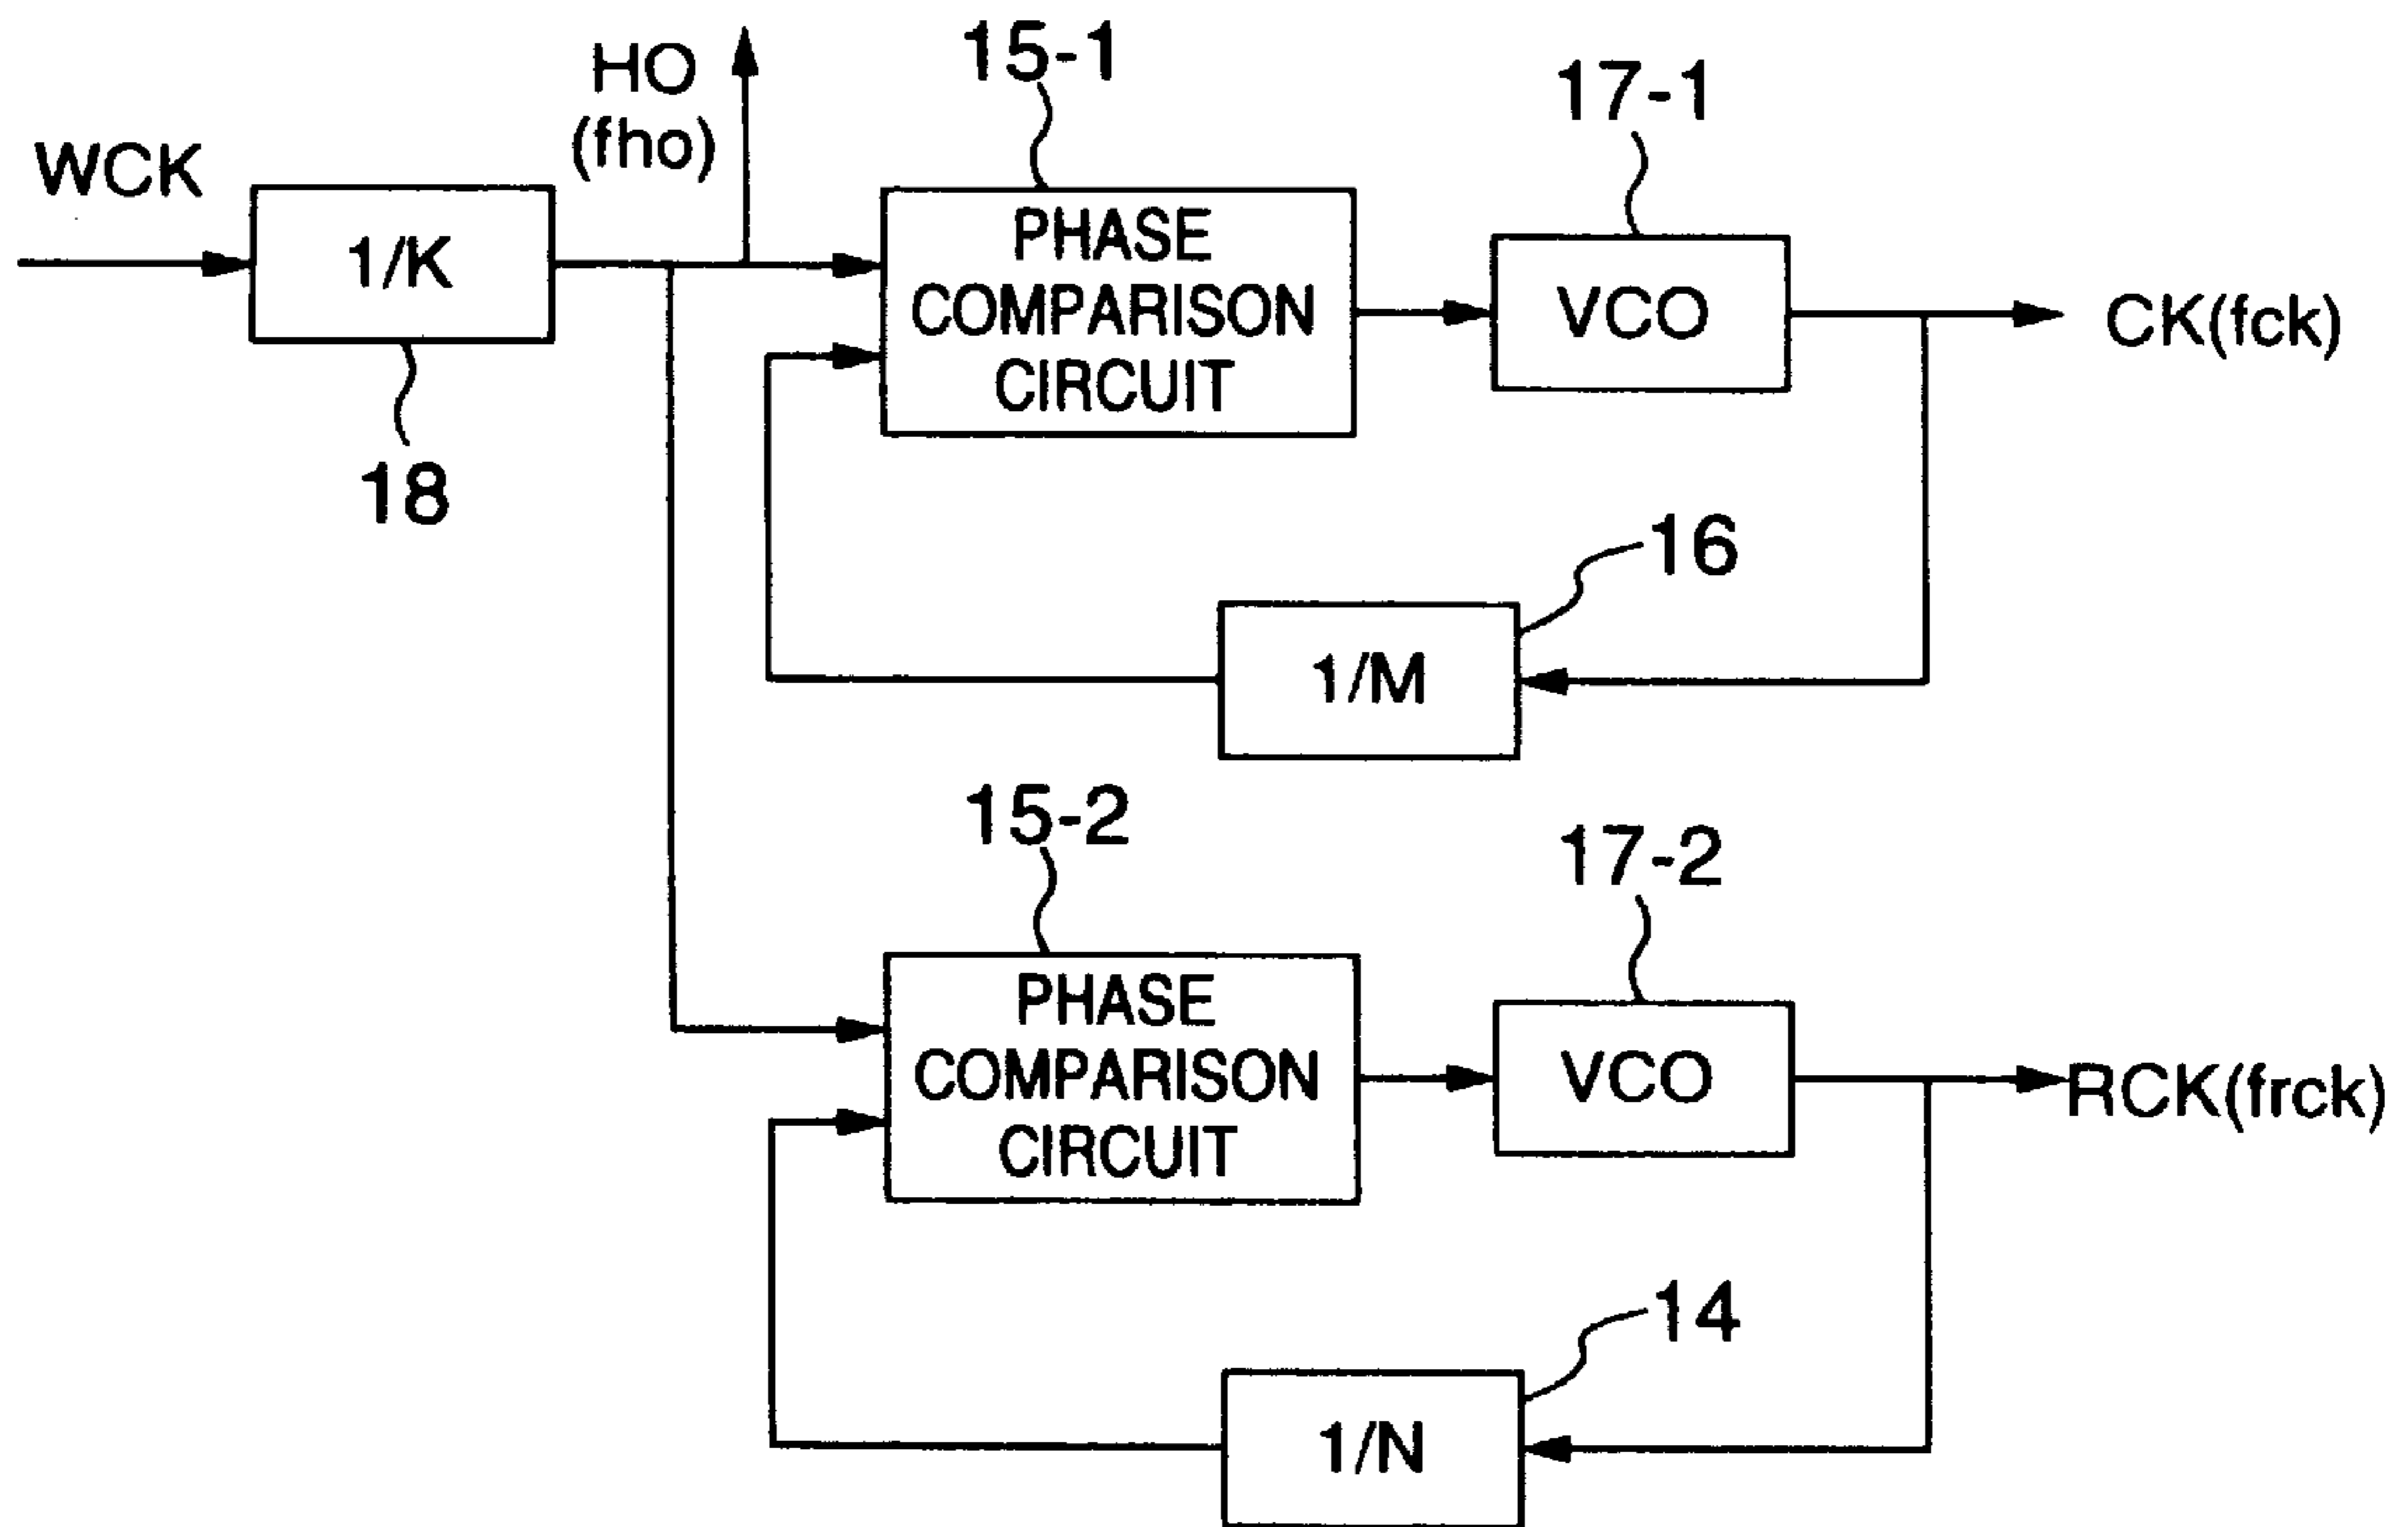 WCK
HO
(fho)
15-1
17-1
1/K
PHASE
COMPARISON
CIRCUIT
VCO
CK(fck)
18
16
1/M
15-2
17-2
PHASE
COMPARISON
CIRCUIT
VCO
RCK(frck)
14
1/N